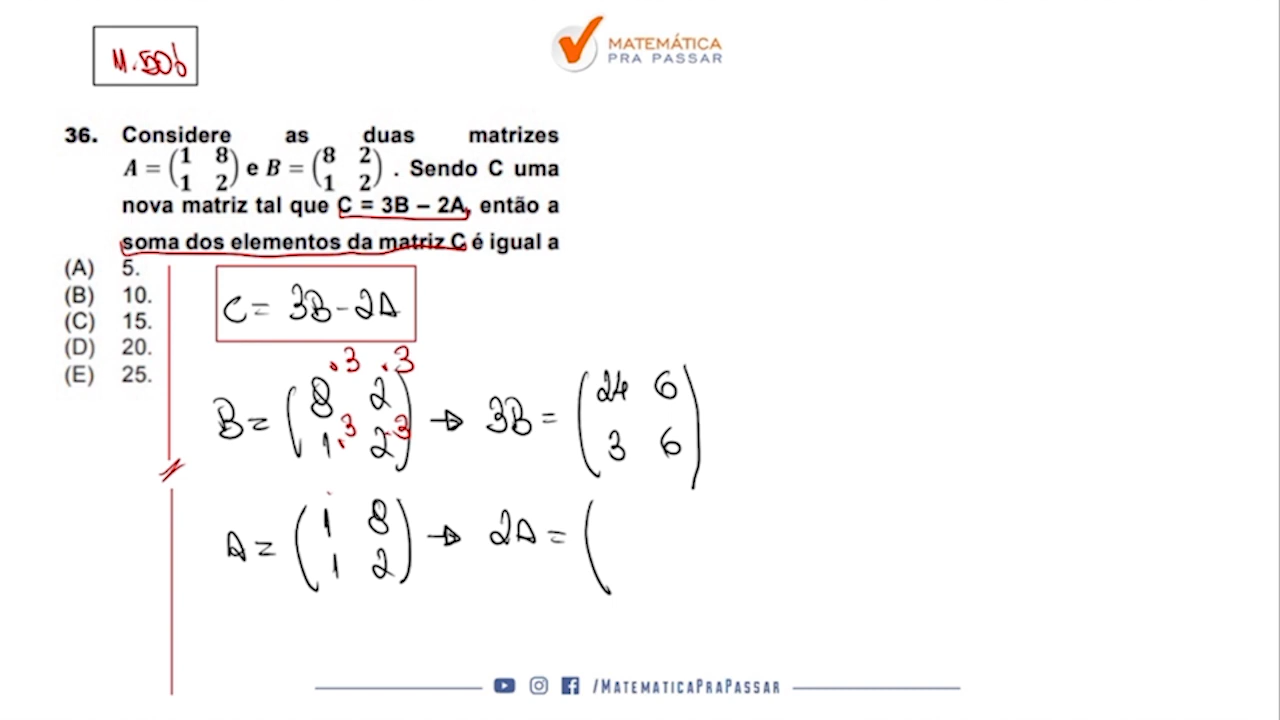 M.506
MATEMÁTICA
PRA PASSAR
36. Considere as duas matrizes
A = (1 8
1 2) e B = (8 2
1 2) . Sendo C uma
nova matriz tal que C = 3B – 2A, então a
soma dos elementos da matriz C é igual a
(A) 5.
(B) 10.
(C) 15.
(D) 20.
(E) 25.
C = 3B - 2A
.3 .3
B = (8 2
1 .3 2 .3) → 3B = (24 6
3 6)
A = (1 8
1 2) → 2A = (
/MatematicaPraPassar